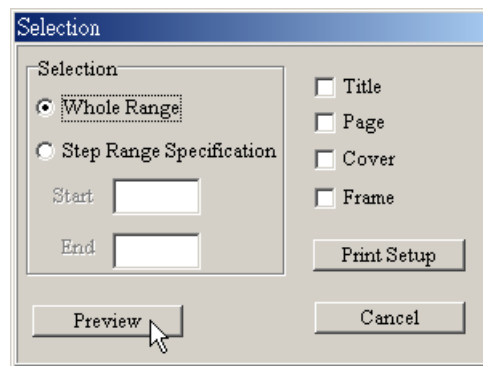 Selection
Selection
Whole Range
Step Range Specification
Start
End
Title
Page
Cover
Frame
Print Setup
Preview
Cancel